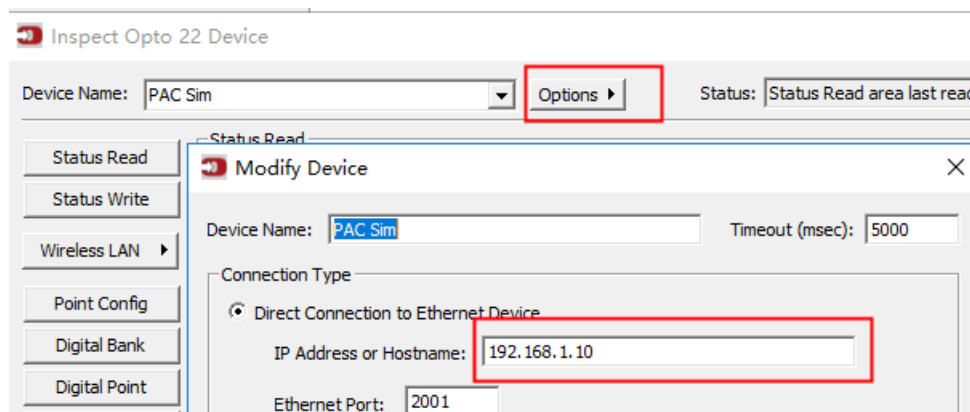 Inspect Opto 22 Device
Device Name: PAC Sim Options Status: Status Read area last read
Status Read
Status Read
Status Write
Wireless LAN
Point Config
Digital Bank
Digital Point
Modify Device
Device Name: PAC Sim Timeout (msec): 5000
Connection Type
Direct Connection to Ethernet Device
IP Address or Hostname: 192.168.1.10
Ethernet Port: 2001